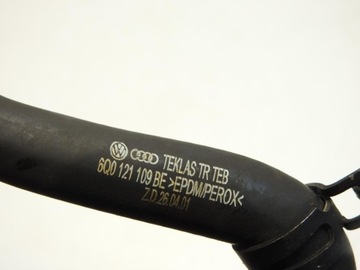 TEKLAS TR TEB
6Q0 121 109 BE >EPDM/PEROX<
Z.D 26.04.01